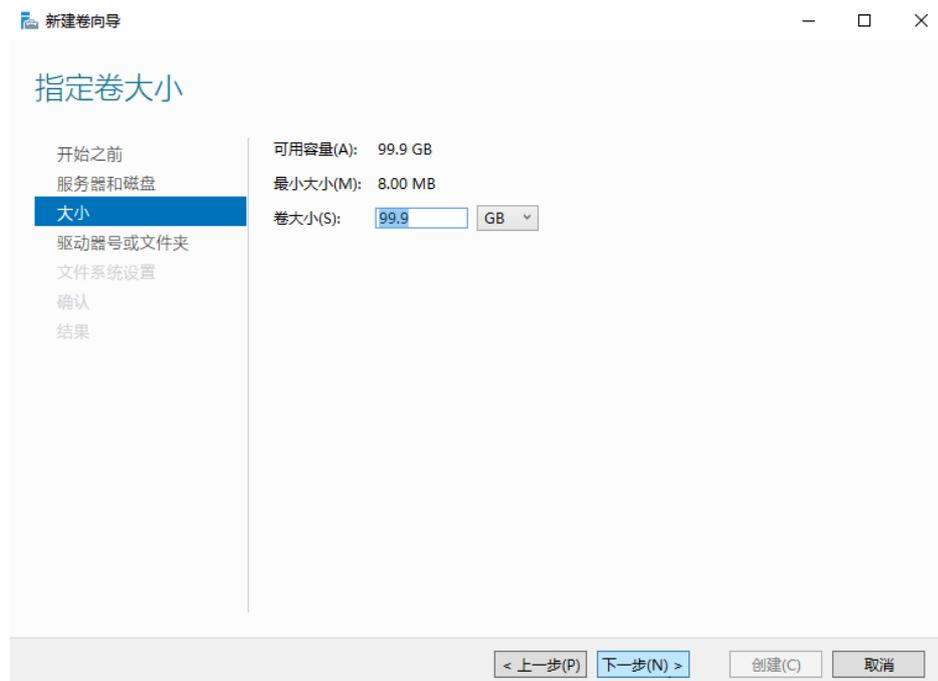 新建卷向导
指定卷大小
开始之前
服务器和磁盘
大小
驱动器号或文件夹
文件系统设置
确认
结果
可用容量(A): 99.9 GB
最小大小(M): 8.00 MB
卷大小(S): 99.9 GB
< 上一步(P) 下一步(N) > 创建(C) 取消